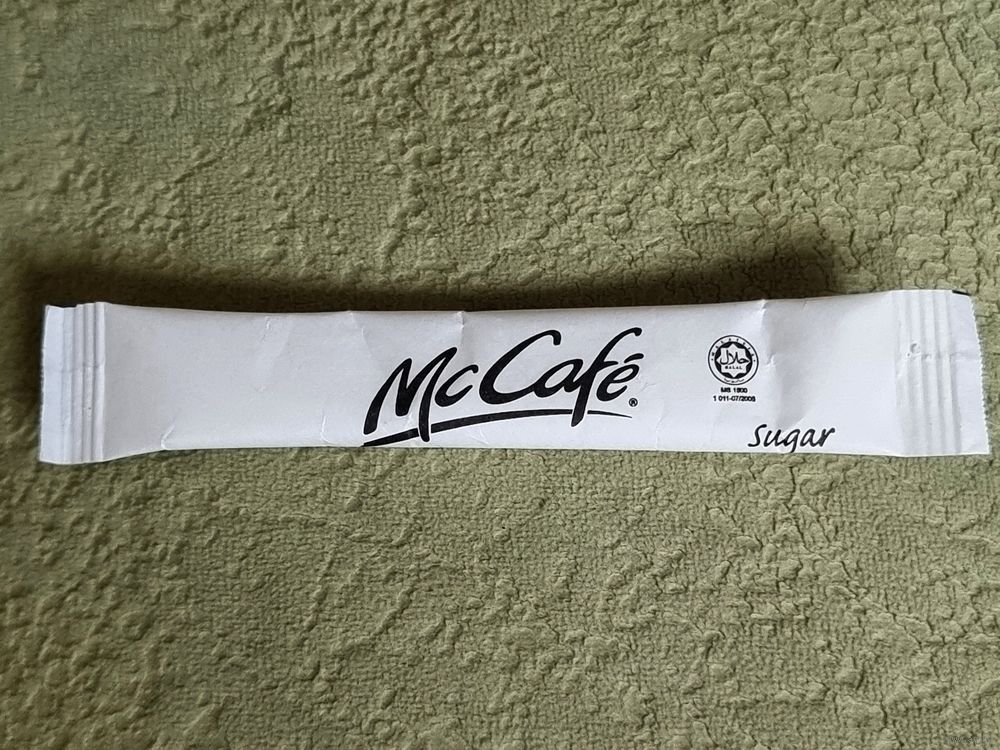 McCafé®
حلال
HALAL
MS 1500
1 011-07/2008
Sugar